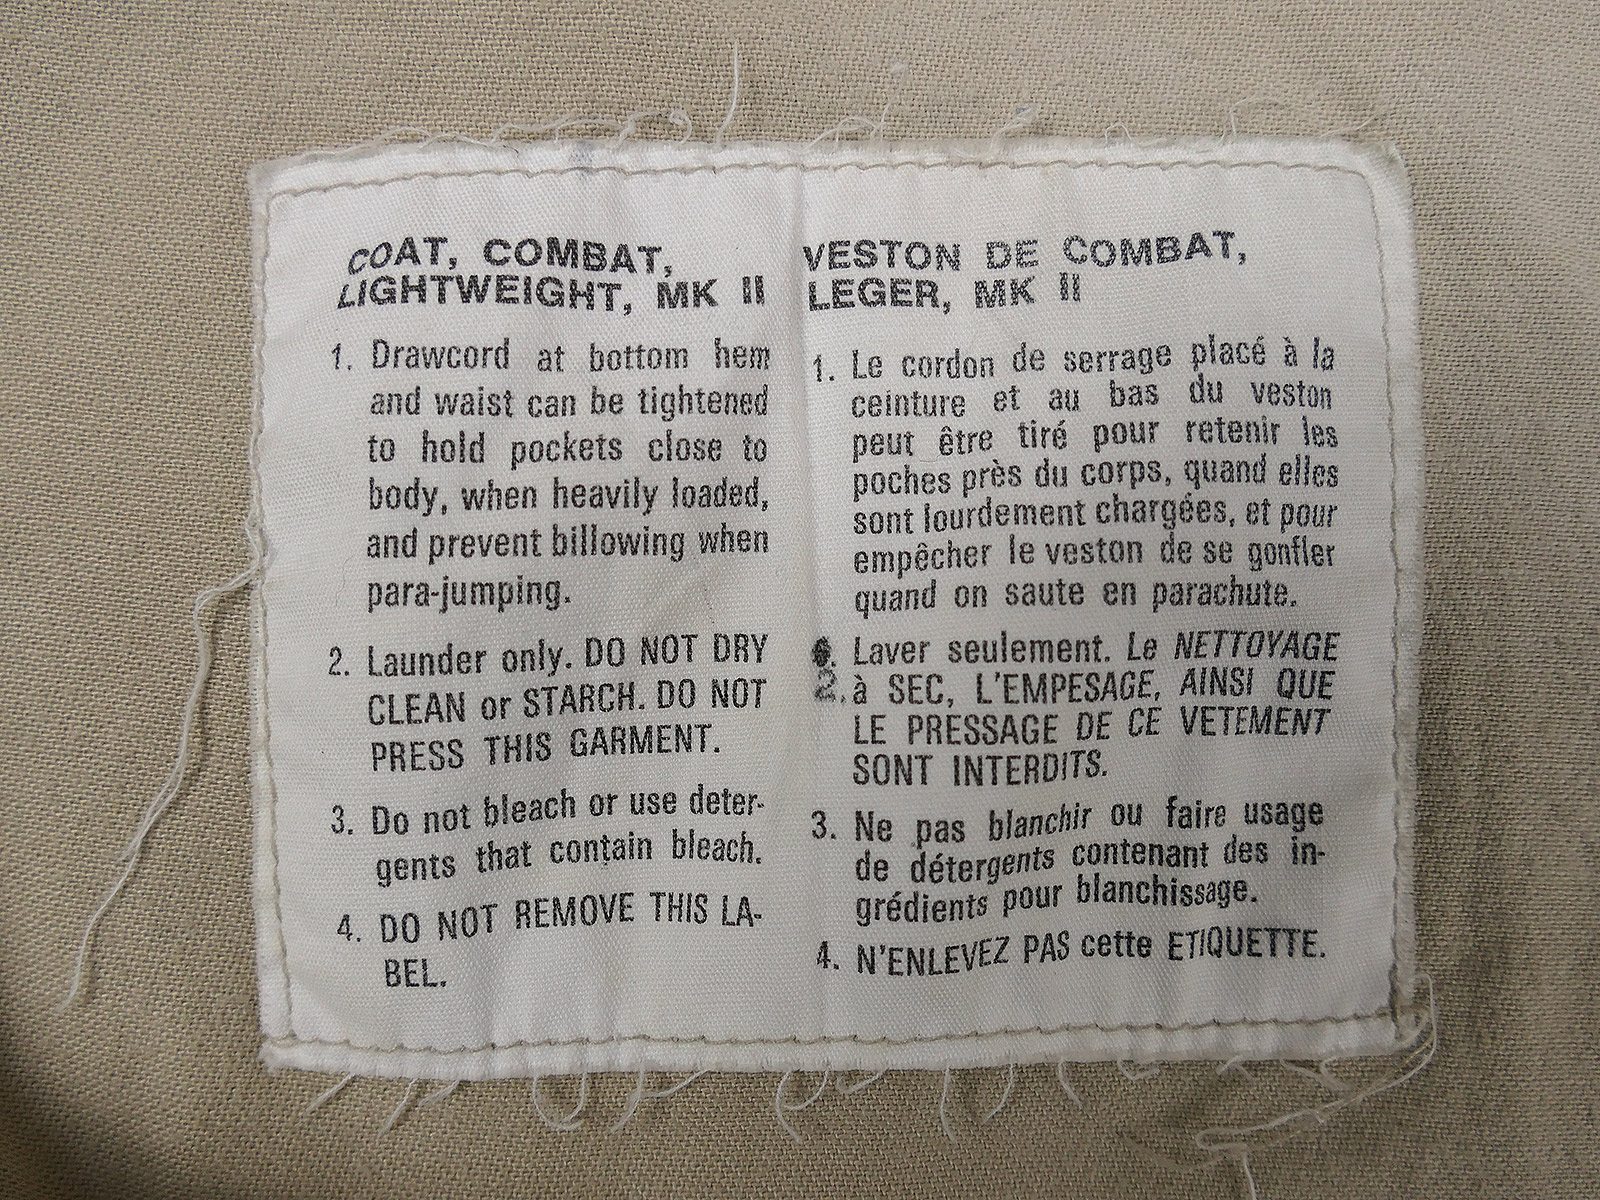 COAT, COMBAT,
LIGHTWEIGHT, MK II
1. Drawcord at bottom hem
and waist can be tightened
to hold pockets close to
body, when heavily loaded,
and prevent billowing when
para-jumping.
2. Launder only. DO NOT DRY
CLEAN or STARCH. DO NOT
PRESS THIS GARMENT.
3. Do not bleach or use deter-
gents that contain bleach.
4. DO NOT REMOVE THIS LA-
BEL.
VESTON DE COMBAT,
LEGER, MK II
1. Le cordon de serrage placé à la
ceinture et au bas du veston
peut être tiré pour retenir les
poches près du corps, quand elles
sont lourdement chargées, et pour
empêcher le veston de se gonfler
quand on saute en parachute.
Laver seulement. Le NETTOYAGE
2. à SEC, L'EMPESAGE, AINSI QUE
LE PRESSAGE DE CE VETEMENT
SONT INTERDITS.
3. Ne pas blanchir ou faire usage
de détergents contenant des in-
grédients pour blanchissage.
4. N'ENLEVEZ PAS cette ETIQUETTE.